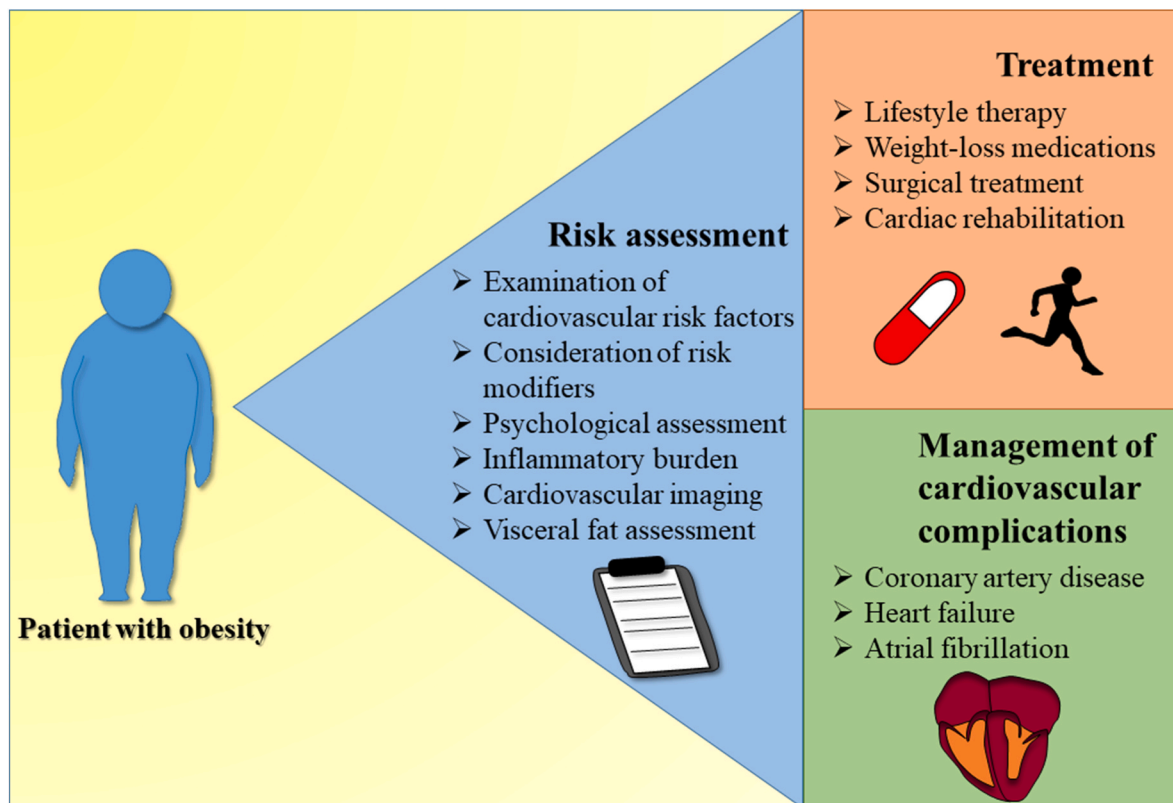 Patient with obesity
Risk assessment
➢ Examination of
cardiovascular risk factors
➢ Consideration of risk
modifiers
➢ Psychological assessment
➢ Inflammatory burden
➢ Cardiovascular imaging
➢ Visceral fat assessment
Treatment
➢ Lifestyle therapy
➢ Weight-loss medications
➢ Surgical treatment
➢ Cardiac rehabilitation
Management of
cardiovascular
complications
➢ Coronary artery disease
➢ Heart failure
➢ Atrial fibrillation